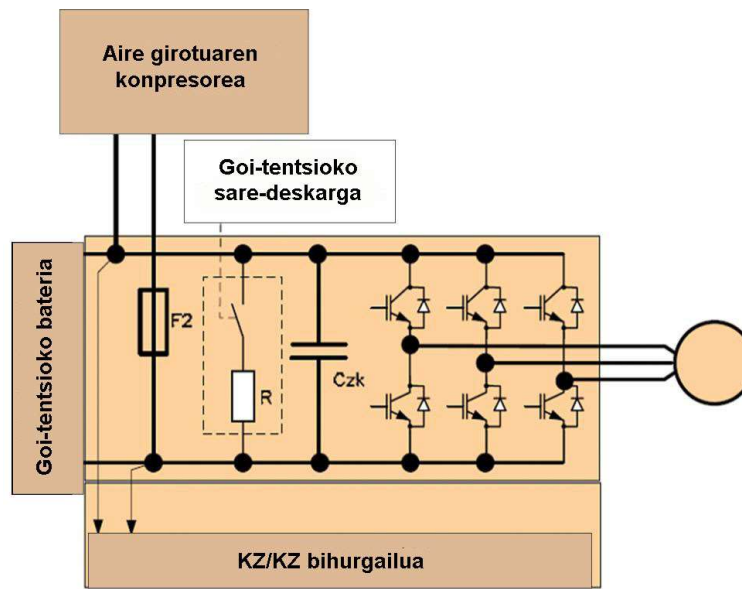 Aire girotuaren
konpresorea
Goi-tentsioko
sare-deskarga
Goi-tentsioko bateria
F2
R
Czk
KZ/KZ bihurgailua